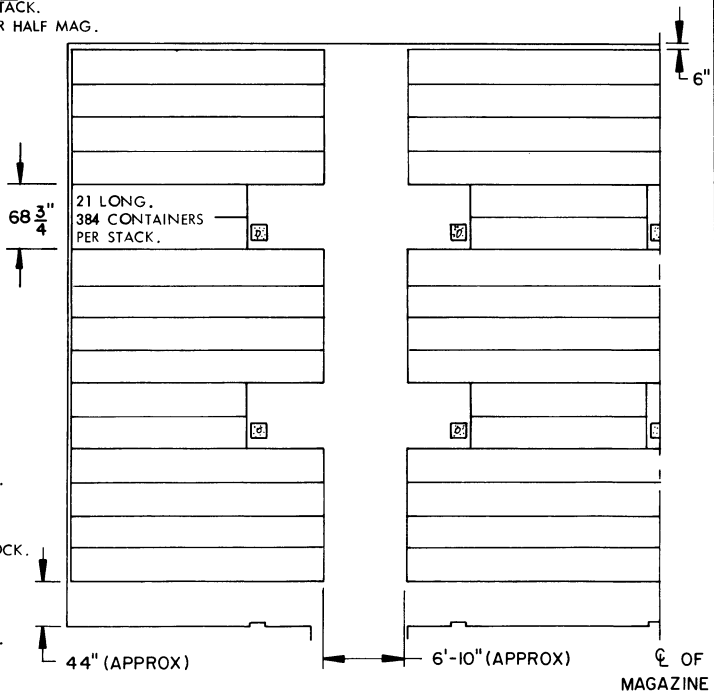 TACK.
R HALF MAG.
6"
68 3/4"
21 LONG.
384 CONTAINERS
PER STACK.
OCK.
44" (APPROX)
6'-10" (APPROX)
℄ OF
MAGAZINE